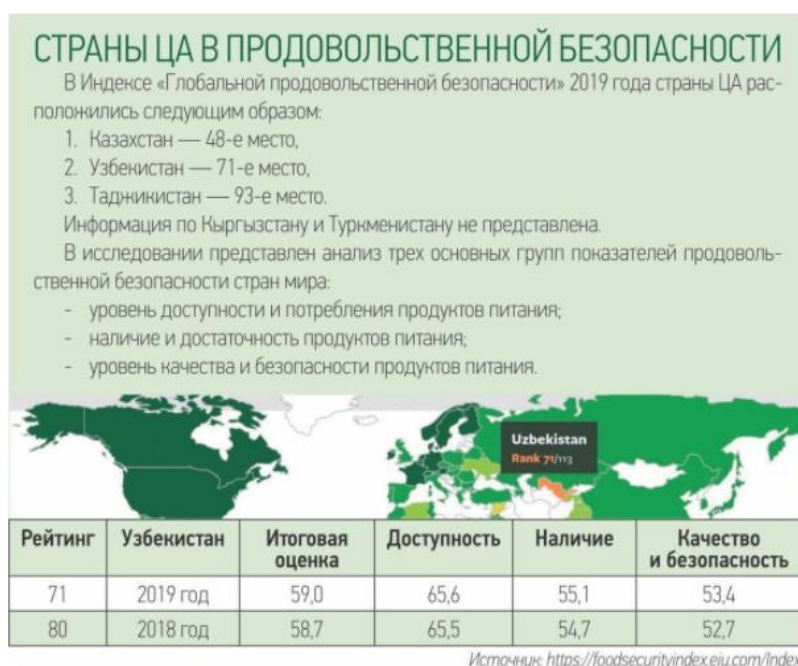 СТРАНЫ ЦА В ПРОДОВОЛЬСТВЕННОЙ БЕЗОПАСНОСТИ
В Индексе «Глобальной продовольственной безопасности» 2019 года страны ЦА рас-
положились следующим образом:
1. Казахстан — 48-е место,
2. Узбекистан — 71-е место,
3. Таджикистан — 93-е место.
Информация по Кыргызстану и Туркменистану не представлена.
В исследовании представлен анализ трех основных групп показателей продоволь-
ственной безопасности стран мира:
- уровень доступности и потребления продуктов питания;
- наличие и достаточность продуктов питания;
- уровень качества и безопасности продуктов питания.
Uzbekistan
Rank 71/113
Рейтинг Узбекистан Итоговая оценка Доступность Наличие Качество и безопасность
71 2019 год 59,0 65,6 55,1 53,4
80 2018 год 58,7 65,5 54,7 52,7
Источник: https://foodsecurityindex.eiu.com/Index